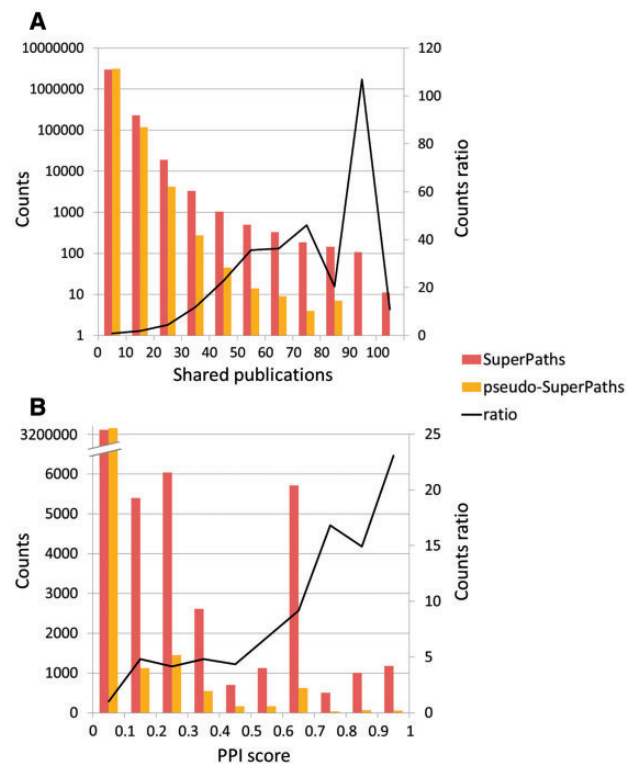 A
10000000
1000000
100000
10000
1000
100
10
1
Counts
120
100
80
60
40
20
0
Counts ratio
0 10 20 30 40 50 60 70 80 90 100
Shared publications
SuperPaths
pseudo-SuperPaths
ratio
B
3200000
6000
5000
4000
3000
2000
1000
0
Counts
25
20
15
10
5
0
Counts ratio
0 0.1 0.2 0.3 0.4 0.5 0.6 0.7 0.8 0.9 1
PPI score